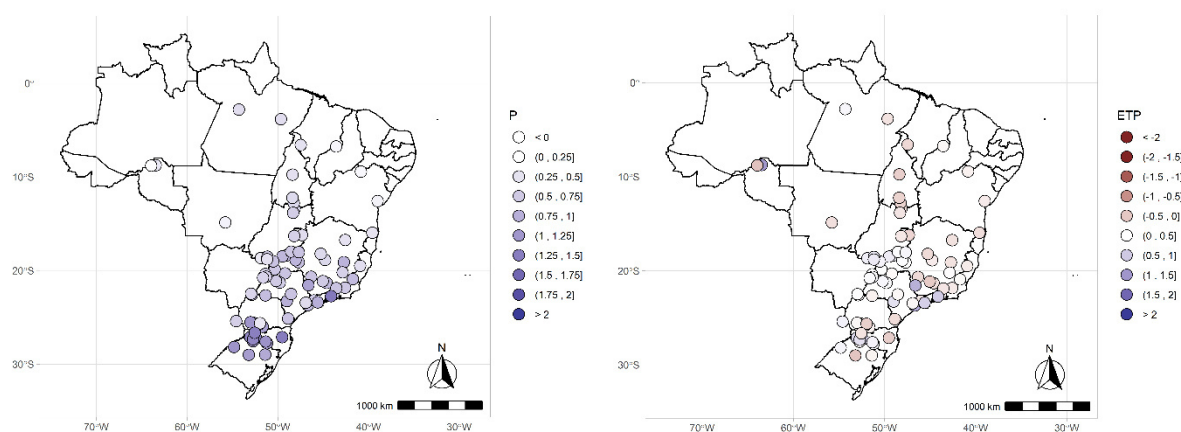 P
< 0
(0 , 0.25]
(0.25 , 0.5]
(0.5 , 0.75]
(0.75 , 1]
(1 , 1.25]
(1.25 , 1.5]
(1.5 , 1.75]
(1.75 , 2]
> 2
0°
10°S
20°S
30°S
N
1000 km
70°W
60°W
50°W
40°W
30°W
ETP
< -2
(-2 , -1.5]
(-1.5 , -1]
(-1 , -0.5]
(-0.5 , 0]
(0 , 0.5]
(0.5 , 1]
(1 , 1.5]
(1.5 , 2]
> 2
0°
10°S
20°S
30°S
N
1000 km
70°W
60°W
50°W
40°W
30°W